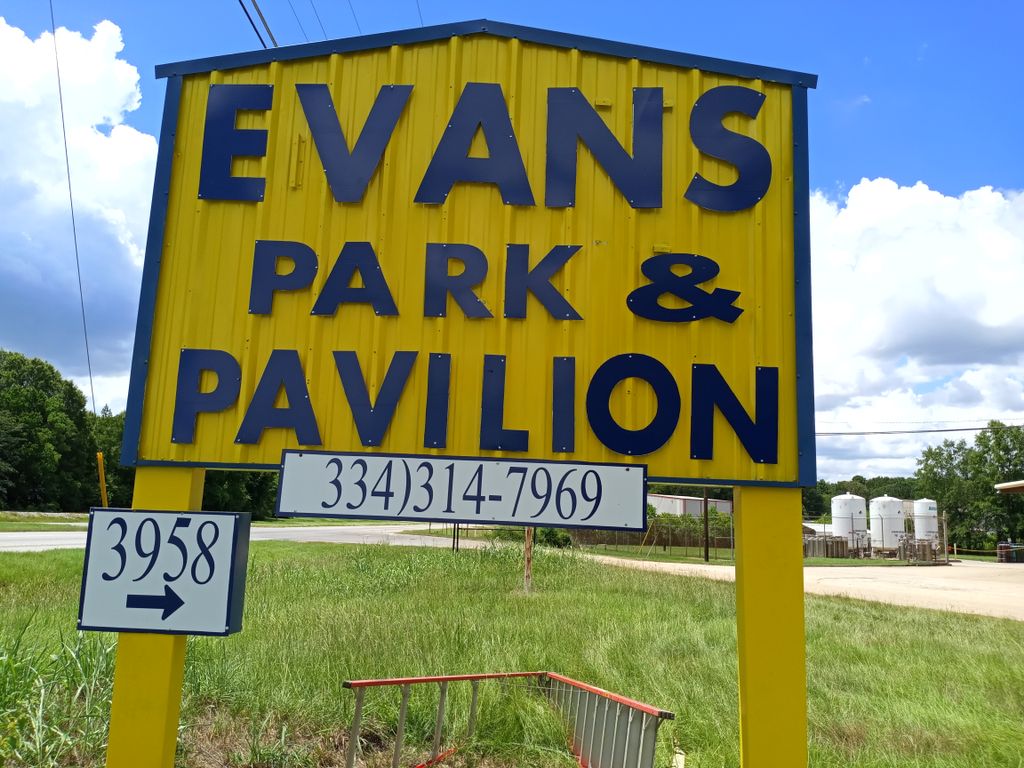 EVANS
PARK &
PAVILION
334)314-7969
3958